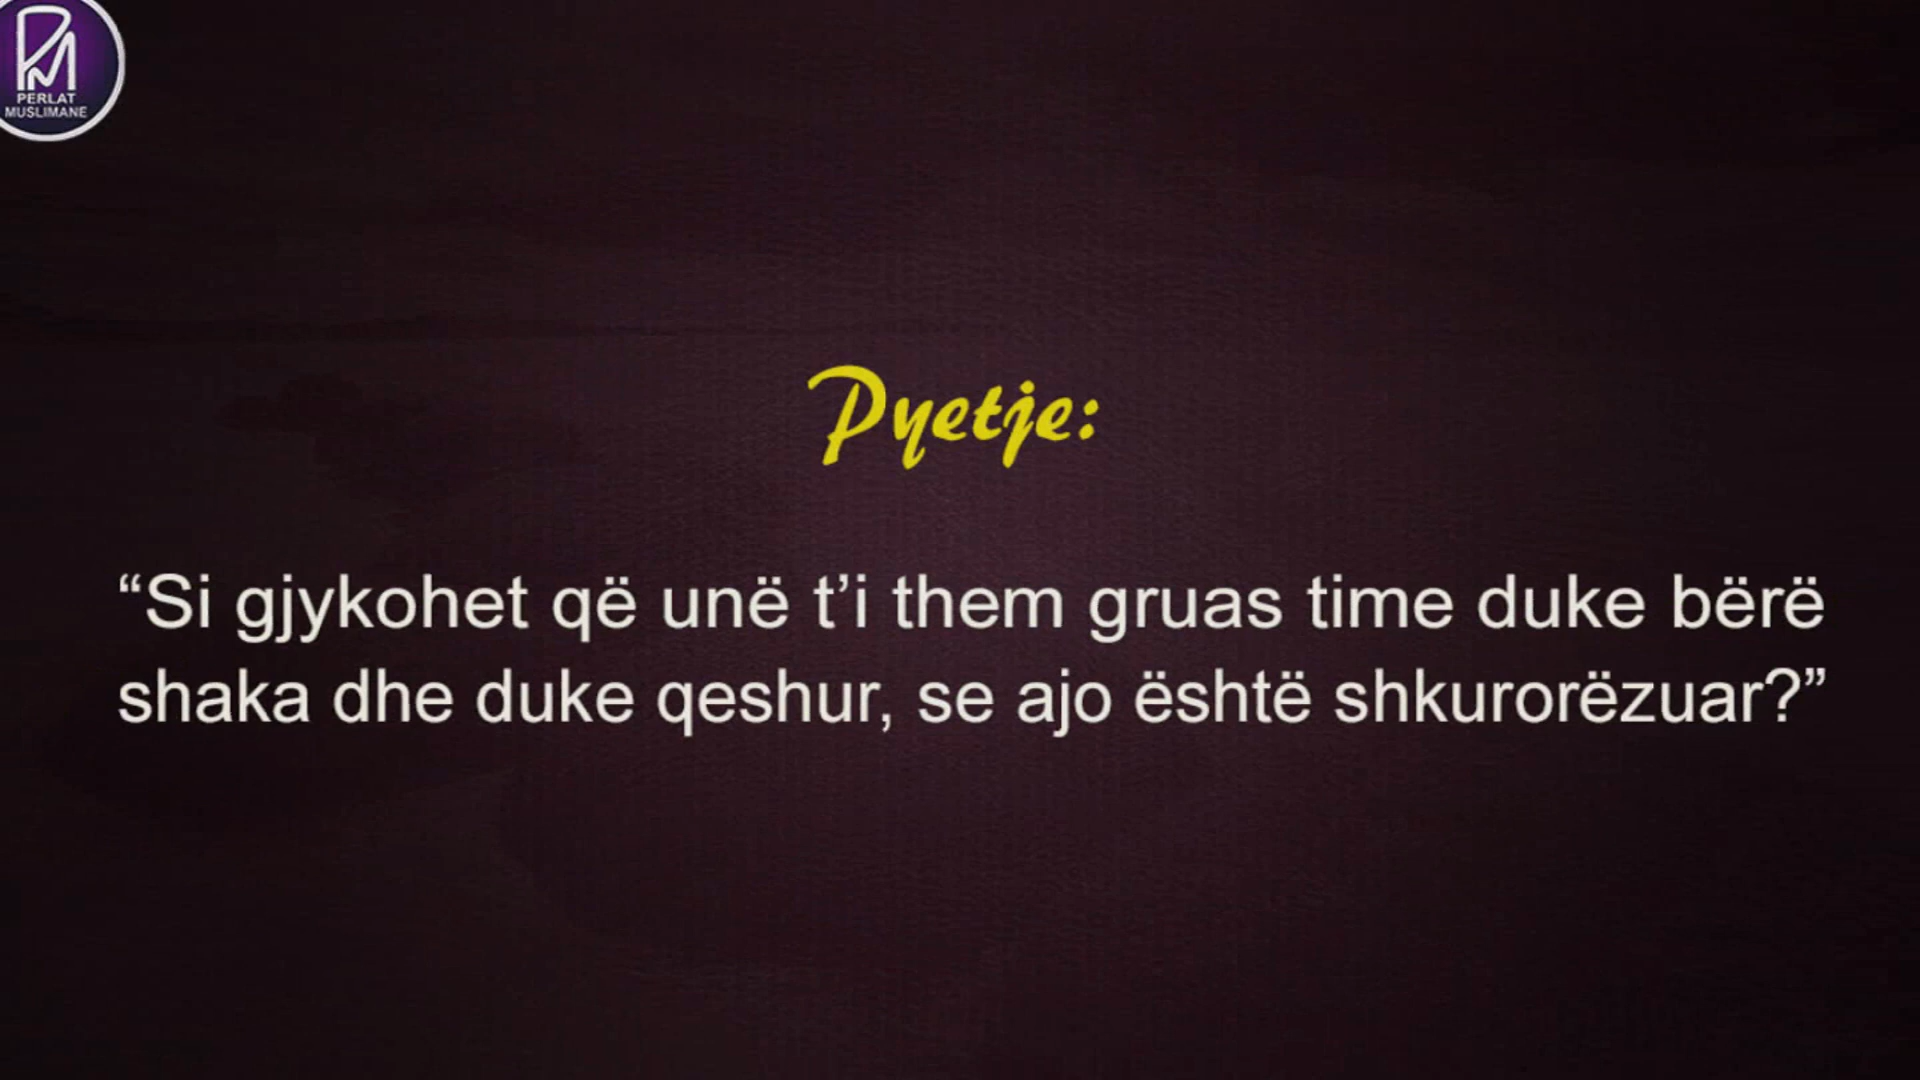 PM
PERLAT
MUSLIMANE
Pyetje:
“Si gjykohet që unë t’i them gruas time duke bërë
shaka dhe duke qeshur, se ajo është shkurorëzuar?”